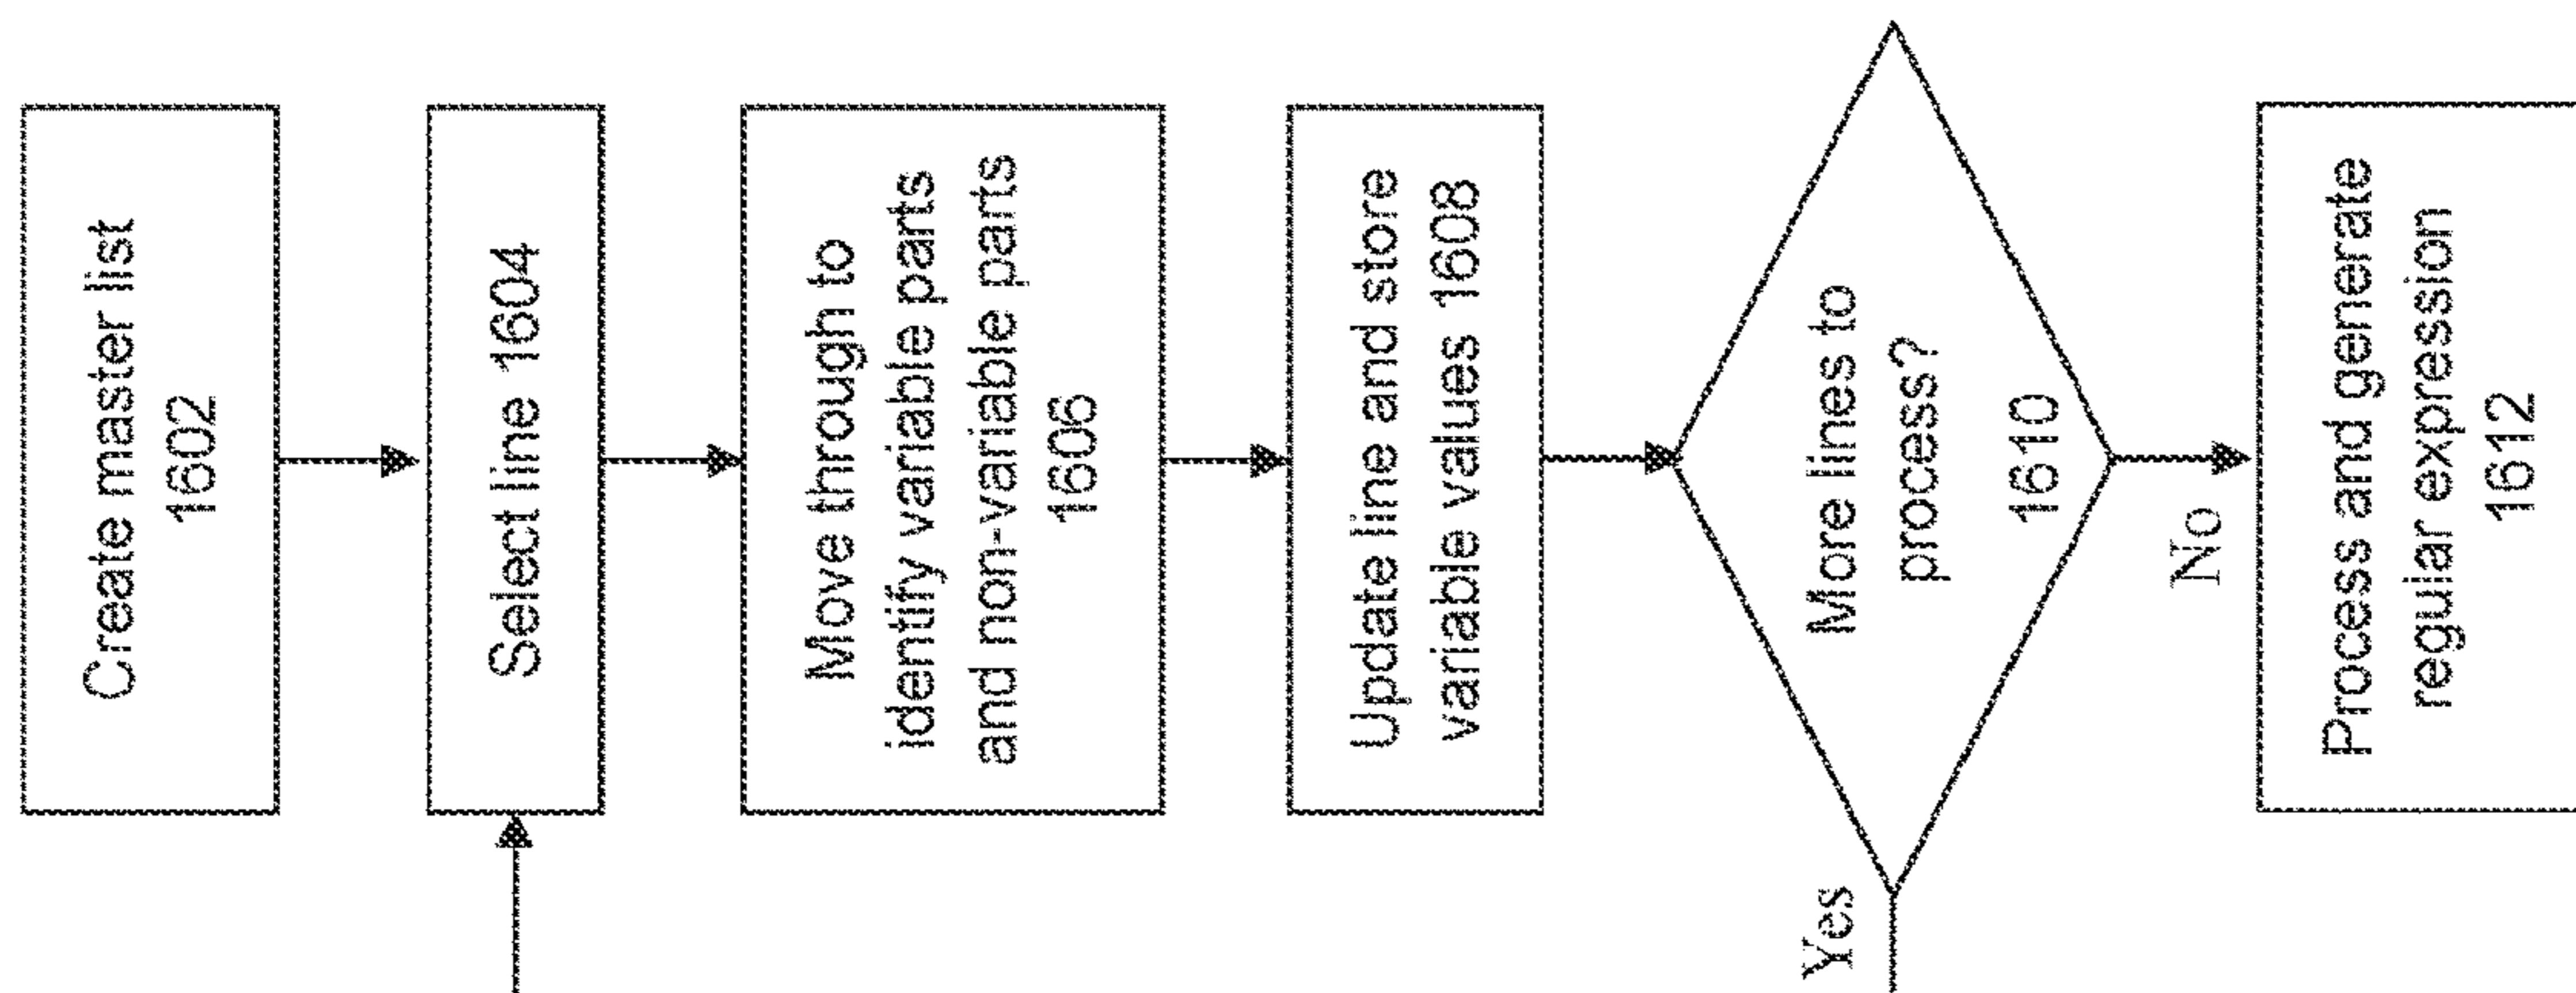 Create master list
1602
Select line 1604
Move through to
identify variable parts
and non-variable parts
1606
Update line and store
variable values 1608
More lines to
process?
1610
Yes
No
Process and generate
regular expression
1612